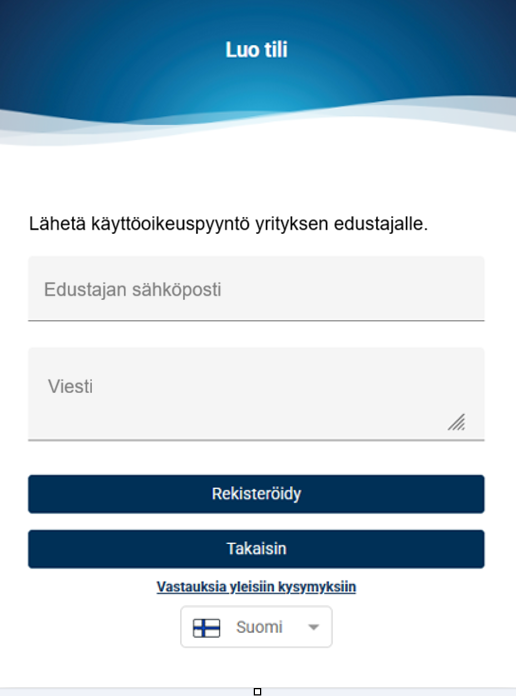 Luo tili
Lähetä käyttöoikeuspyyntö yrityksen edustajalle.
Edustajan sähköposti
Viesti
Rekisteröidy
Takaisin
Vastauksia yleisiin kysymyksiin
Suomi